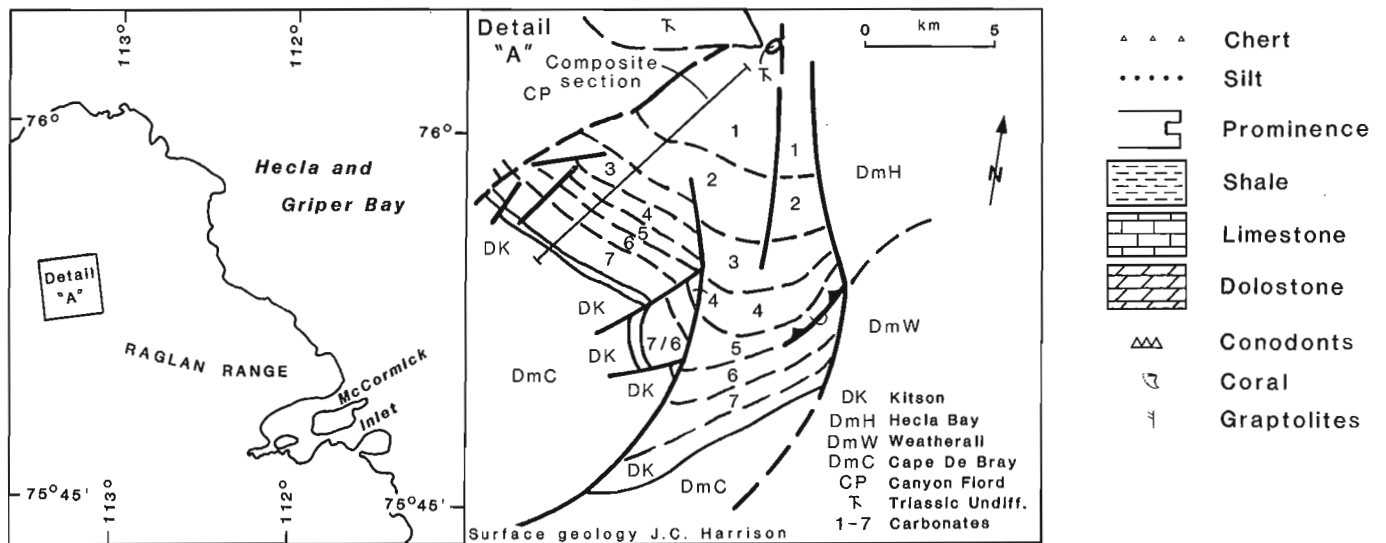 113°
112°
76°
Hecla and
Griper Bay
Detail
"A"
RAGLAN RANGE
McCormick
Inlet
75°45'
113°
112°
75°45'
Detail
"A"
Composite
section
km
0 5
76°
N
CP
1
1
2
2
3
3
4
5
6
7
4
4
5
6
7
7/6
DK
DK
DK
DK
DK
DmH
DmW
DmC
DmC
DK Kitson
DmH Hecla Bay
DmW Weatherall
DmC Cape De Bray
CP Canyon Fiord
Triassic Undiff.
1-7 Carbonates
Surface geology J.C. Harrison
Chert
Silt
Prominence
Shale
Limestone
Dolostone
Conodonts
Coral
Graptolites